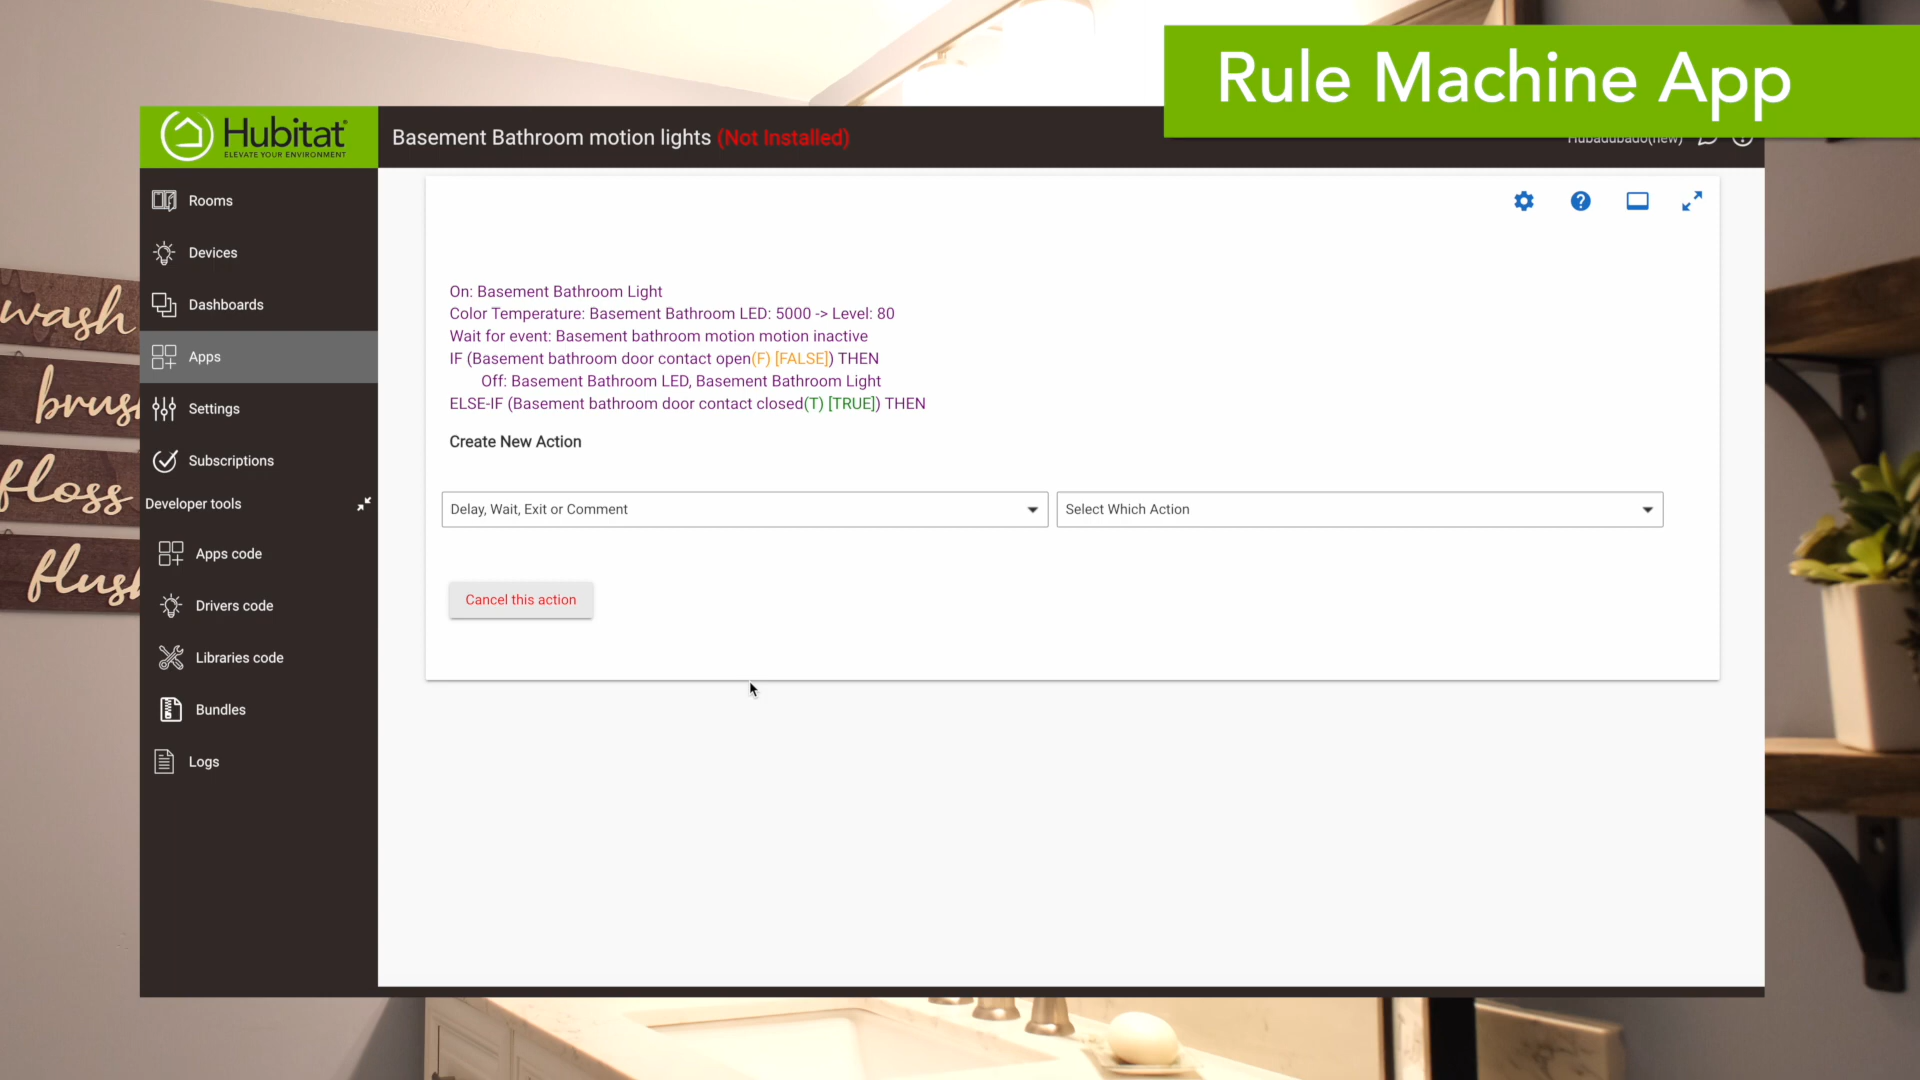 Rule Machine App
Hubitat®
ELEVATE YOUR ENVIRONMENT
Basement Bathroom motion lights (Not Installed)
Hubadubado(new)
Rooms
Devices
Dashboards
Apps
Settings
Subscriptions
Developer tools
Apps code
Drivers code
Libraries code
Bundles
Logs
On: Basement Bathroom Light
Color Temperature: Basement Bathroom LED: 5000 -> Level: 80
Wait for event: Basement bathroom motion motion inactive
IF (Basement bathroom door contact open(F) [FALSE]) THEN
Off: Basement Bathroom LED, Basement Bathroom Light
ELSE-IF (Basement bathroom door contact closed(T) [TRUE]) THEN
Create New Action
Delay, Wait, Exit or Comment
Select Which Action
Cancel this action
wash
brus
floss
flush